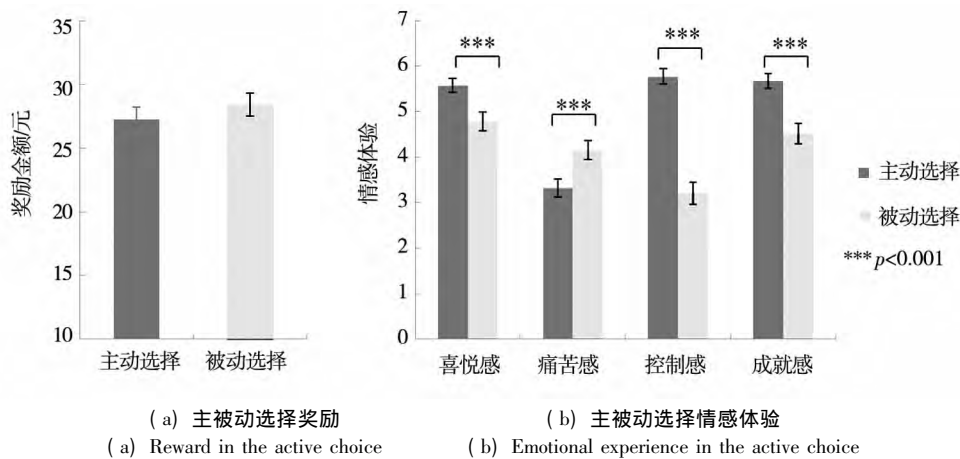 35
30
25
20
15
10
奖励金额/元
主动选择 被动选择
7
6
5
4
3
2
1
0
情感体验
***
***
***
***
喜悦感 痛苦感 控制感 成就感
主动选择
被动选择
***p<0.001
( a) 主被动选择奖励
( a) Reward in the active choice
( b) 主被动选择情感体验
( b) Emotional experience in the active choice